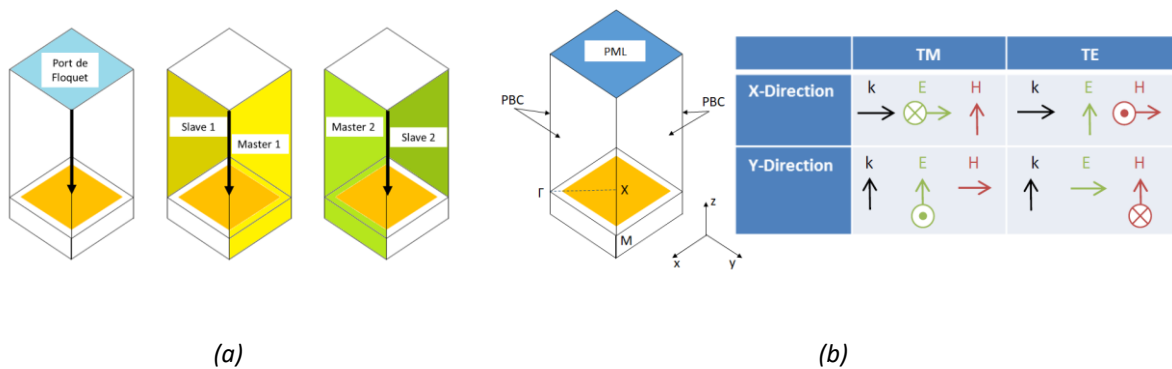 Port de
Floquet
Slave 1
Master 1
Master 2
Slave 2
(a)
PML
PBC
PBC
Γ
X
M
z
x
y
TM
TE
X-Direction
k
E
H
k
E
H
Y-Direction
k
E
H
k
E
H
(b)